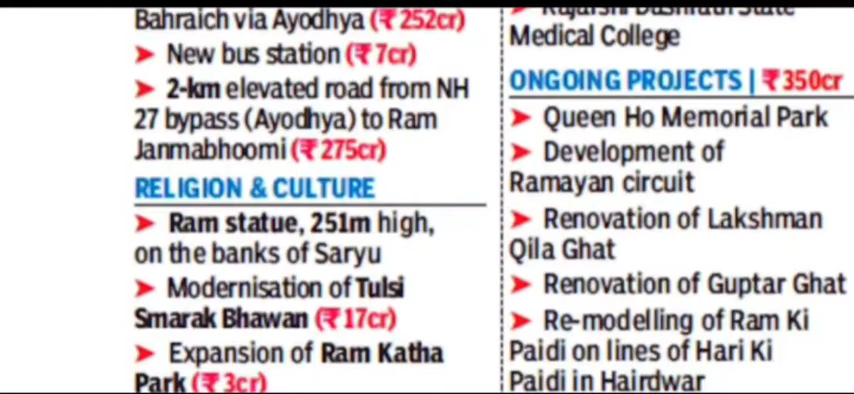 Bahraich via Ayodhya (₹252cr)
➤ New bus station (₹7cr)
➤ 2-km elevated road from NH
27 bypass (Ayodhya) to Ram
Janmabhoomi (₹275cr)
RELIGION & CULTURE
➤ Ram statue, 251m high,
on the banks of Saryu
➤ Modernisation of Tulsi
Smarak Bhawan (₹17cr)
➤ Expansion of Ram Katha
Park (₹3cr)
➤ Rajarshi Dashrath State
Medical College
ONGOING PROJECTS | ₹350cr
➤ Queen Ho Memorial Park
➤ Development of
Ramayan circuit
➤ Renovation of Lakshman
Qila Ghat
➤ Renovation of Guptar Ghat
➤ Re-modelling of Ram Ki
Paidi on lines of Hari Ki
Paidi in Hairdwar